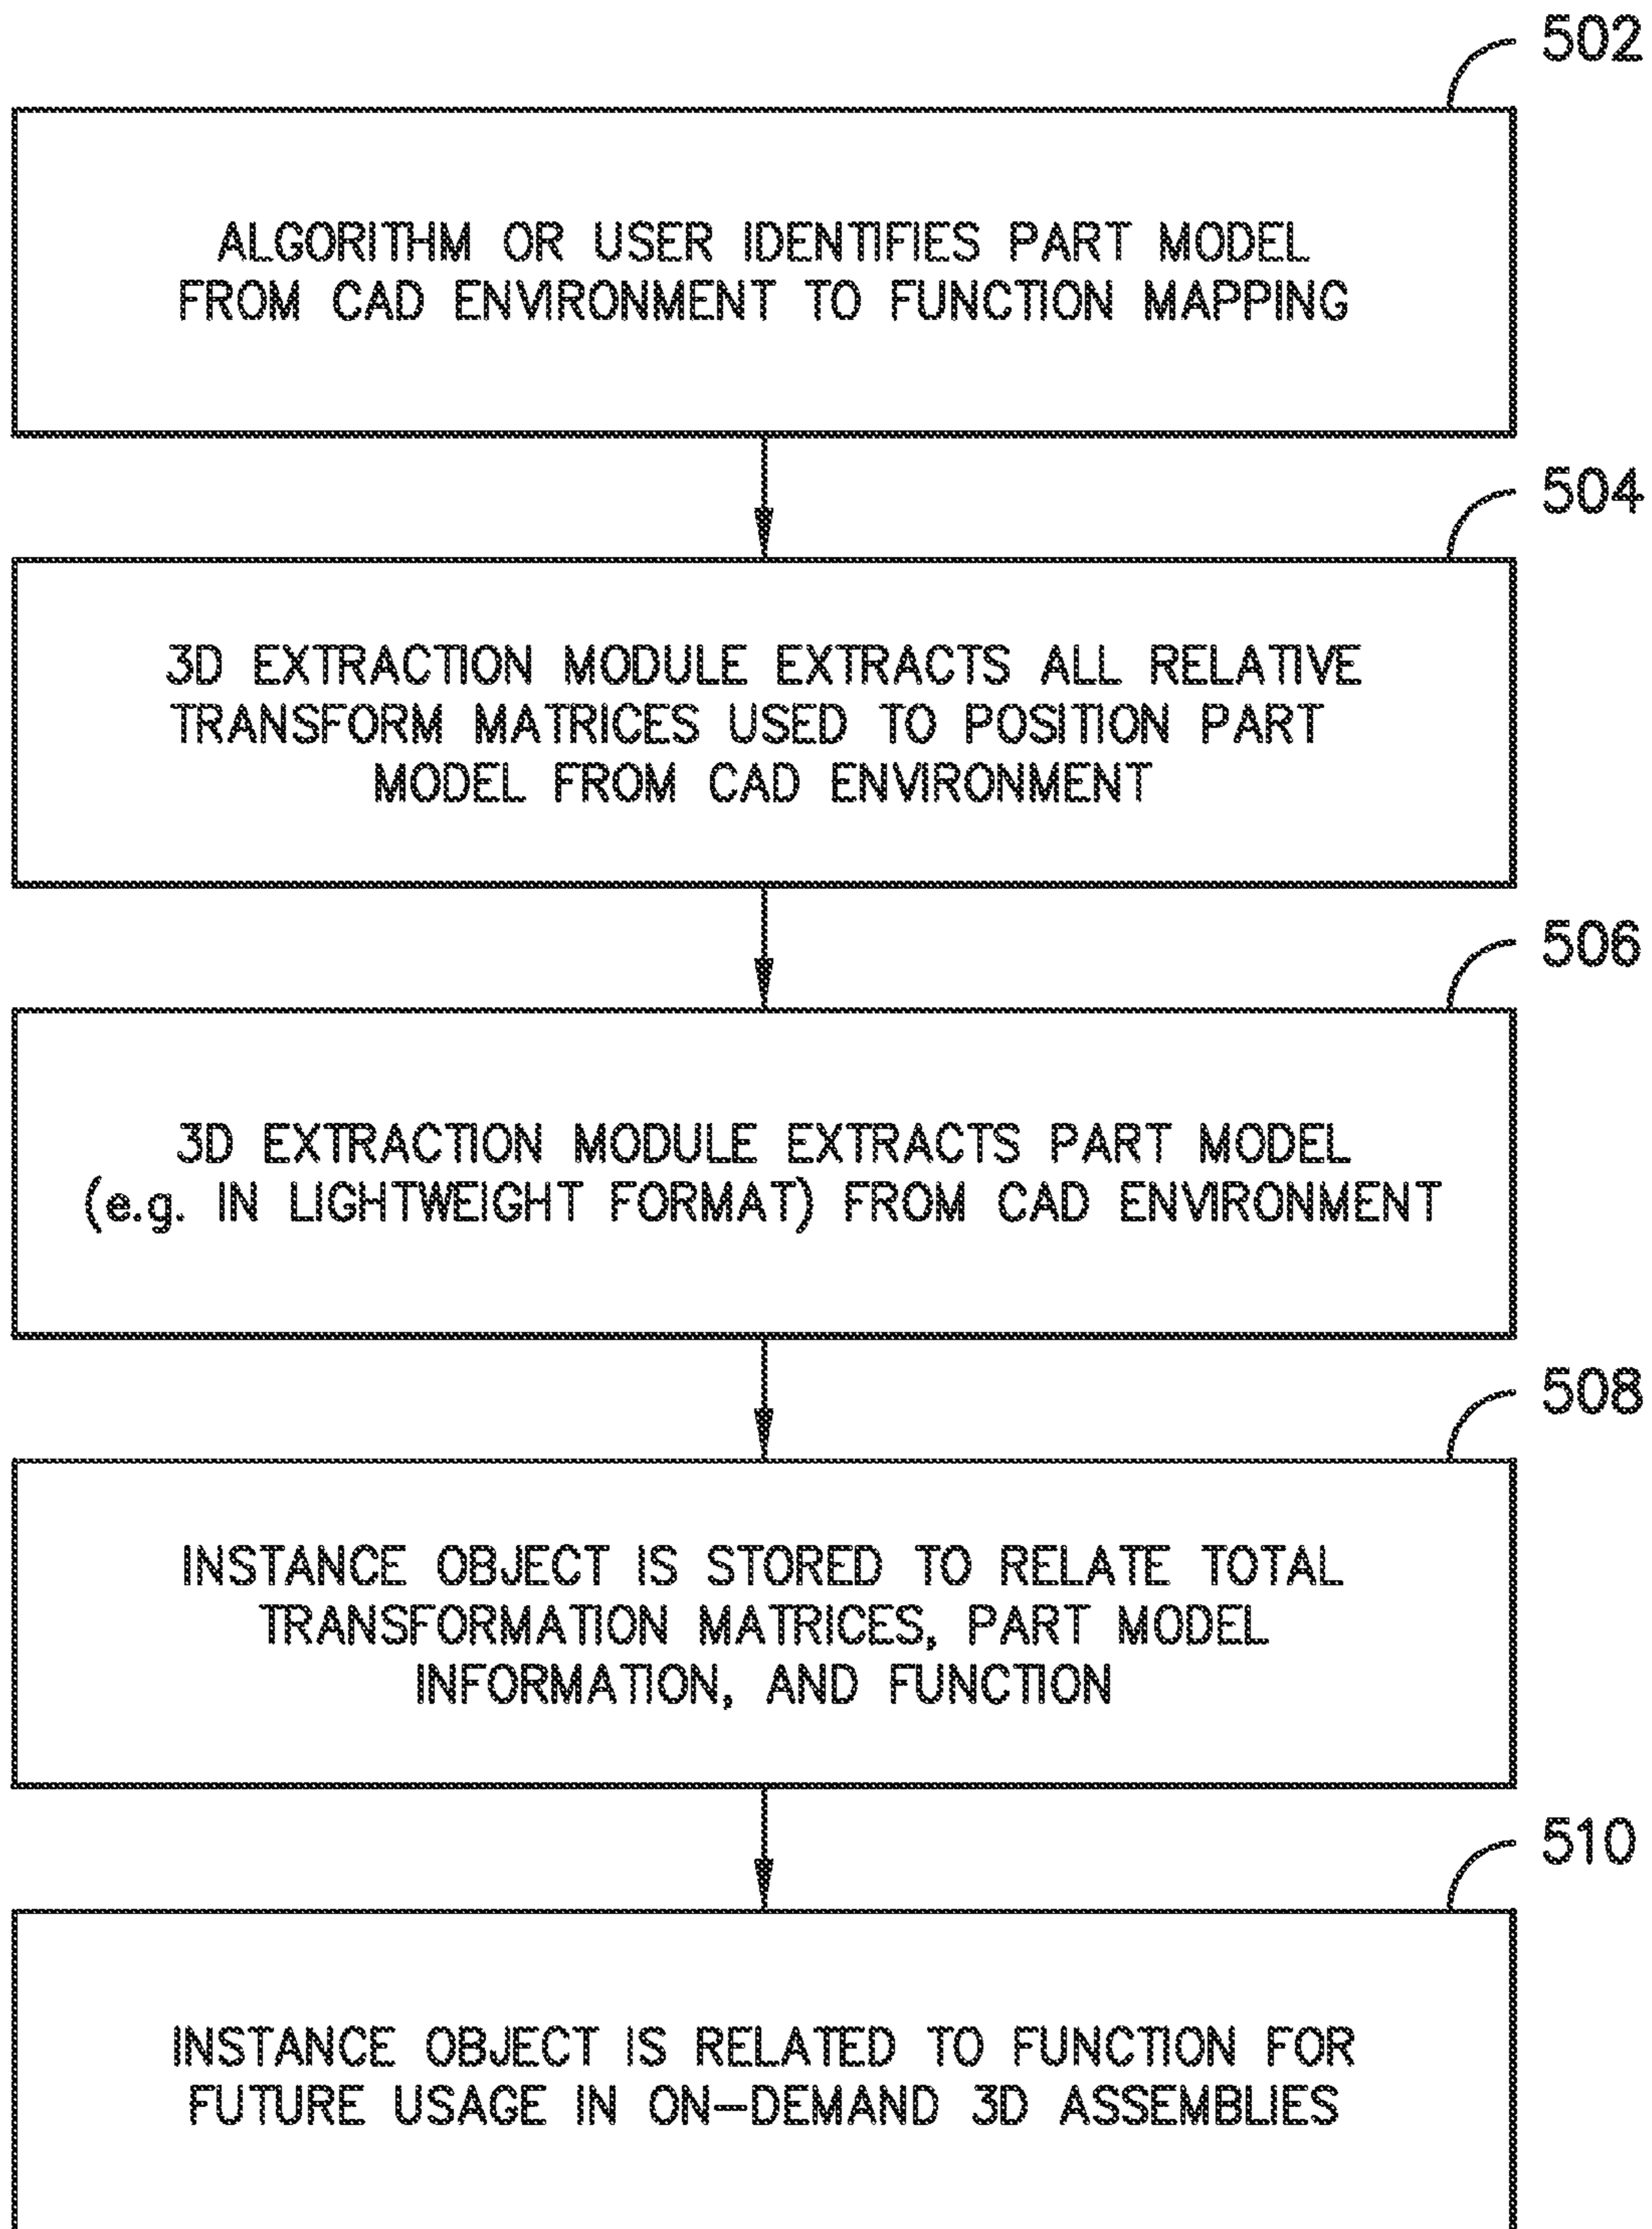 502
ALGORITHM OR USER IDENTIFIES PART MODEL
FROM CAD ENVIRONMENT TO FUNCTION MAPPING
504
3D EXTRACTION MODULE EXTRACTS ALL RELATIVE
TRANSFORM MATRICES USED TO POSITION PART
MODEL FROM CAD ENVIRONMENT
506
3D EXTRACTION MODULE EXTRACTS PART MODEL
(e.g. IN LIGHTWEIGHT FORMAT) FROM CAD ENVIRONMENT
508
INSTANCE OBJECT IS STORED TO RELATE TOTAL
TRANSFORMATION MATRICES, PART MODEL
INFORMATION, AND FUNCTION
510
INSTANCE OBJECT IS RELATED TO FUNCTION FOR
FUTURE USAGE IN ON-DEMAND 3D ASSEMBLIES